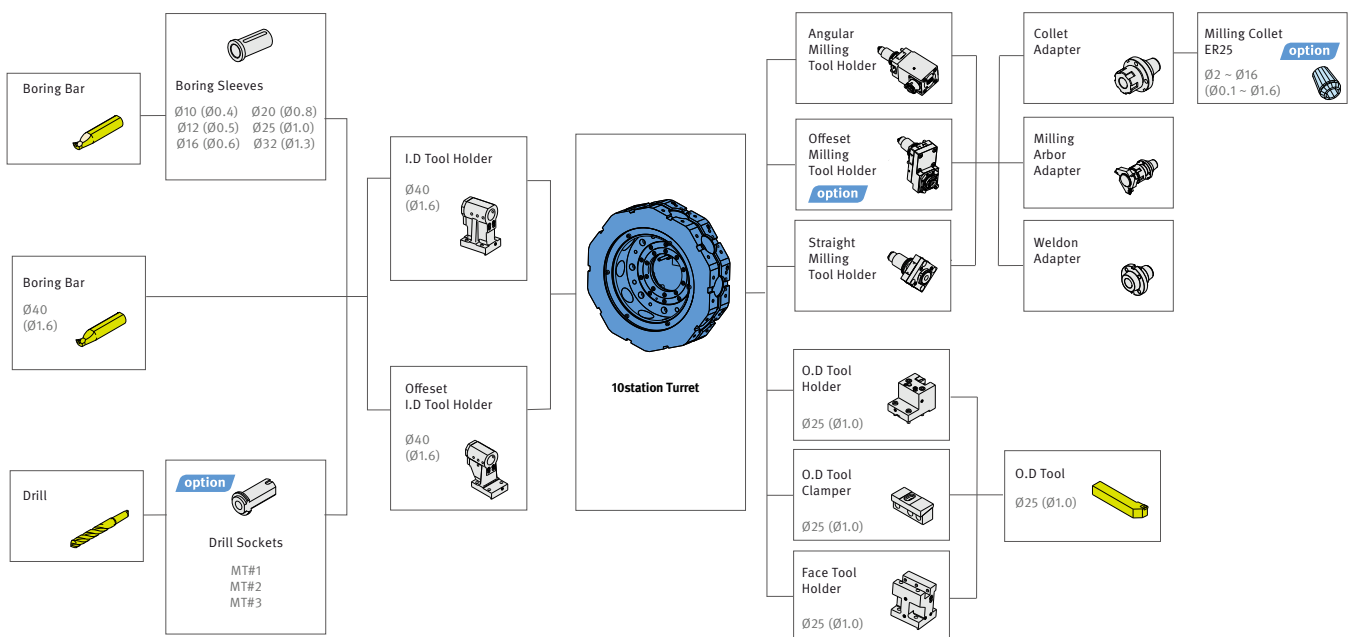 Boring Bar
Boring Sleeves
Ø10 (Ø0.4) Ø20 (Ø0.8)
Ø12 (Ø0.5) Ø25 (Ø1.0)
Ø16 (Ø0.6) Ø32 (Ø1.3)
Boring Bar
Ø40
(Ø1.6)
Drill
option
Drill Sockets
MT#1
MT#2
MT#3
I.D Tool Holder
Ø40
(Ø1.6)
Offeset
I.D Tool Holder
Ø40
(Ø1.6)
10station Turret
Angular
Milling
Tool Holder
Offeset
Milling
Tool Holder
option
Straight
Milling
Tool Holder
Collet
Adapter
Milling Collet
ER25
option
Ø2 ~ Ø16
(Ø0.1 ~ Ø1.6)
Milling
Arbor
Adapter
Weldon
Adapter
O.D Tool
Holder
Ø25 (Ø1.0)
O.D Tool
Clamper
Ø25 (Ø1.0)
Face Tool
Holder
Ø25 (Ø1.0)
O.D Tool
Ø25 (Ø1.0)